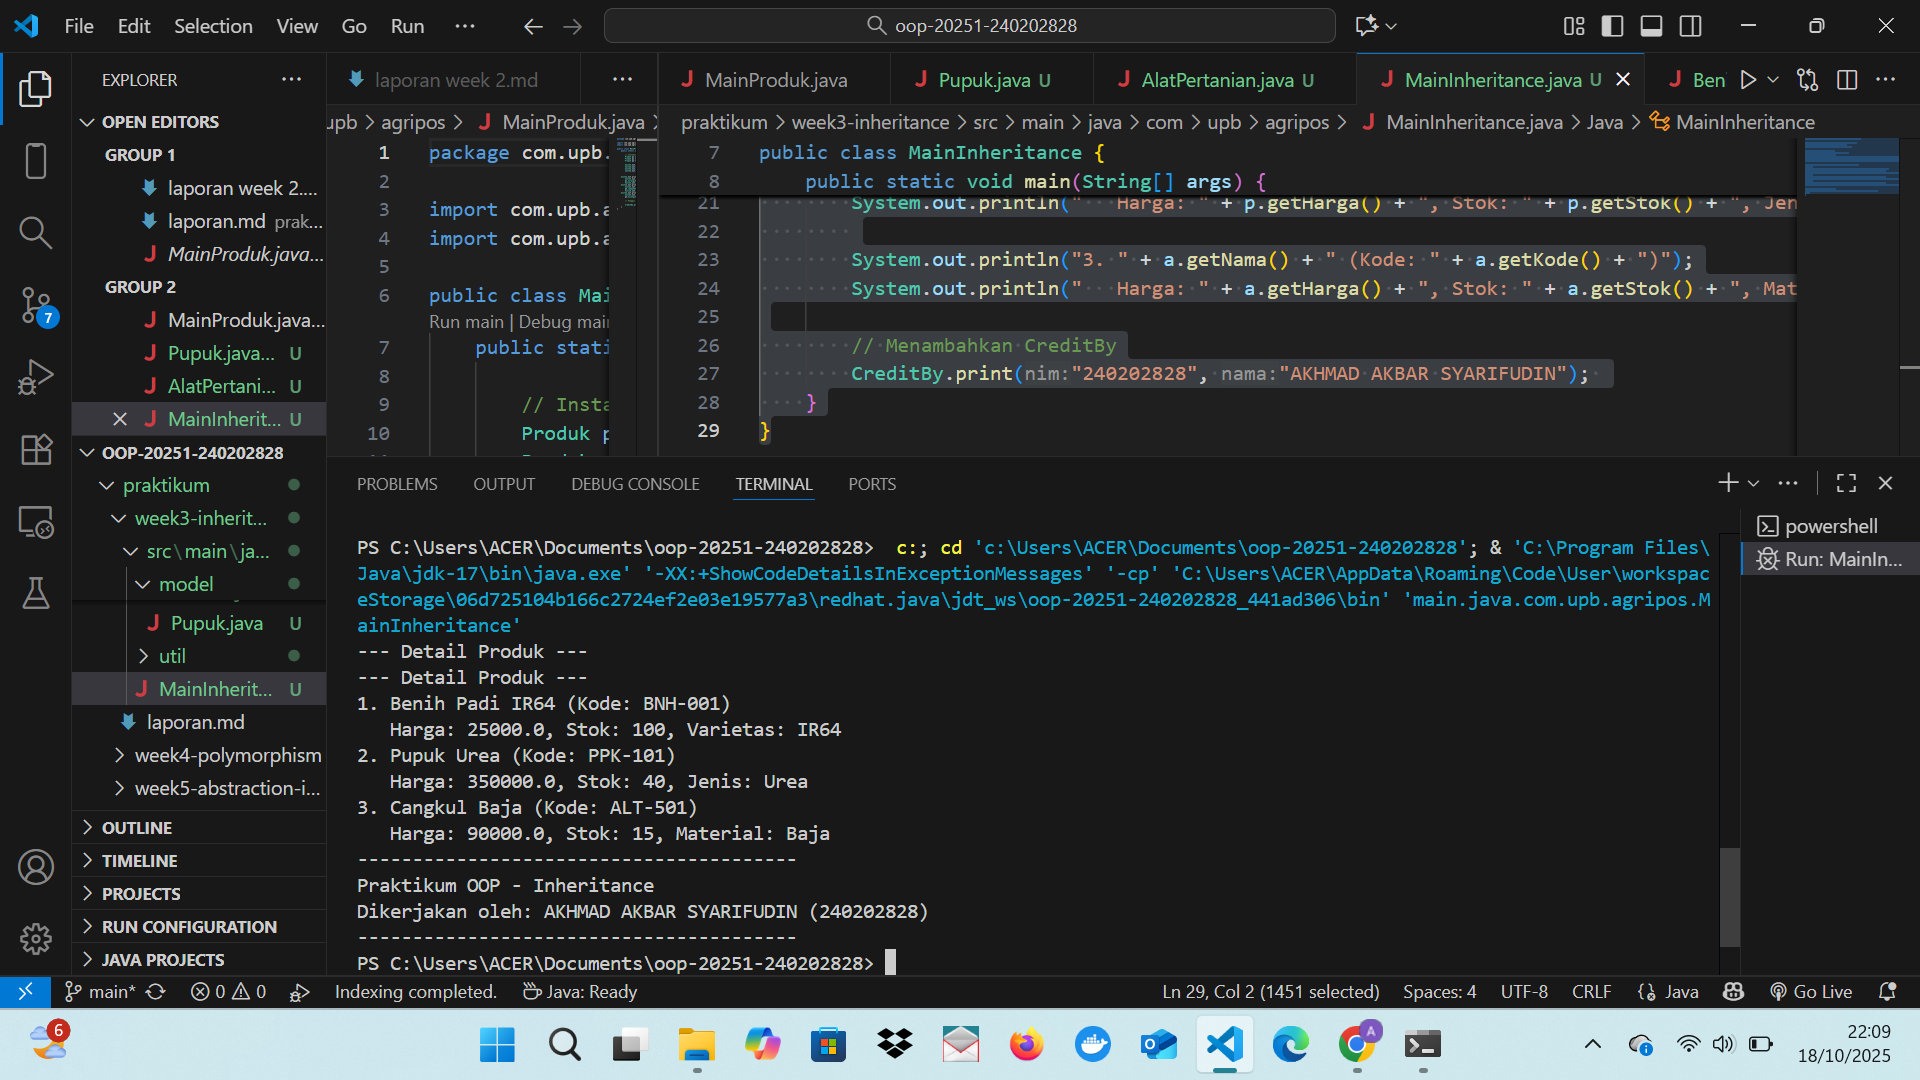 File Edit Selection View Go Run ··· oop-20251-240202828
EXPLORER ···
OPEN EDITORS
GROUP 1
laporan week 2....
laporan.md prak...
MainProduk.java...
GROUP 2
MainProduk.java...
Pupuk.java... U
AlatPertani... U
MainInherit... U
OOP-20251-240202828
praktikum
week3-inherit...
src\main\ja...
model
Pupuk.java U
util
MainInherit... U
laporan.md
week4-polymorphism
week5-abstraction-i...
OUTLINE
TIMELINE
PROJECTS
RUN CONFIGURATION
JAVA PROJECTS
7
laporan week 2.md ···
upb > agripos > MainProduk.java >
1 package com.upb.
2
3 import com.upb.a
4 import com.upb.a
5
6 public class Mai
Run main | Debug mai
7 public stati
8
9 // Insta
10 Produk p
MainProduk.java Pupuk.java U AlatPertanian.java U MainInheritance.java U Ben ···
praktikum > week3-inheritance > src > main > java > com > upb > agripos > MainInheritance.java > Java > MainInheritance
7 public class MainInheritance {
8 public static void main(String[] args) {
21 System.out.println("   Harga: " + p.getHarga() + ", Stok: " + p.getStok() + ", Jen
22
23 System.out.println("3. " + a.getNama() + " (Kode: " + a.getKode() + ")");
24 System.out.println("   Harga: " + a.getHarga() + ", Stok: " + a.getStok() + ", Mat
25
26 // Menambahkan CreditBy
27 CreditBy.print(nim:"240202828", nama:"AKHMAD AKBAR SYARIFUDIN");
28 }
29 }
PROBLEMS OUTPUT DEBUG CONSOLE TERMINAL PORTS
powershell
Run: MainIn...
PS C:\Users\ACER\Documents\oop-20251-240202828>  c:; cd 'c:\Users\ACER\Documents\oop-20251-240202828'; & 'C:\Program Files\
Java\jdk-17\bin\java.exe' '-XX:+ShowCodeDetailsInExceptionMessages' '-cp' 'C:\Users\ACER\AppData\Roaming\Code\User\workspac
eStorage\06d725104b166c2724ef2e03e19577a3\redhat.java\jdt_ws\oop-20251-240202828_441ad306\bin' 'main.java.com.upb.agripos.M
ainInheritance'
--- Detail Produk ---
--- Detail Produk ---
1. Benih Padi IR64 (Kode: BNH-001)
Harga: 25000.0, Stok: 100, Varietas: IR64
2. Pupuk Urea (Kode: PPK-101)
Harga: 350000.0, Stok: 40, Jenis: Urea
3. Cangkul Baja (Kode: ALT-501)
Harga: 90000.0, Stok: 15, Material: Baja
----------------------------------------
Praktikum OOP - Inheritance
Dikerjakan oleh: AKHMAD AKBAR SYARIFUDIN (240202828)
----------------------------------------
PS C:\Users\ACER\Documents\oop-20251-240202828>
main* 0 0 Indexing completed. Java: Ready Ln 29, Col 2 (1451 selected) Spaces: 4 UTF-8 CRLF Java Go Live
6
A
22:09
18/10/2025